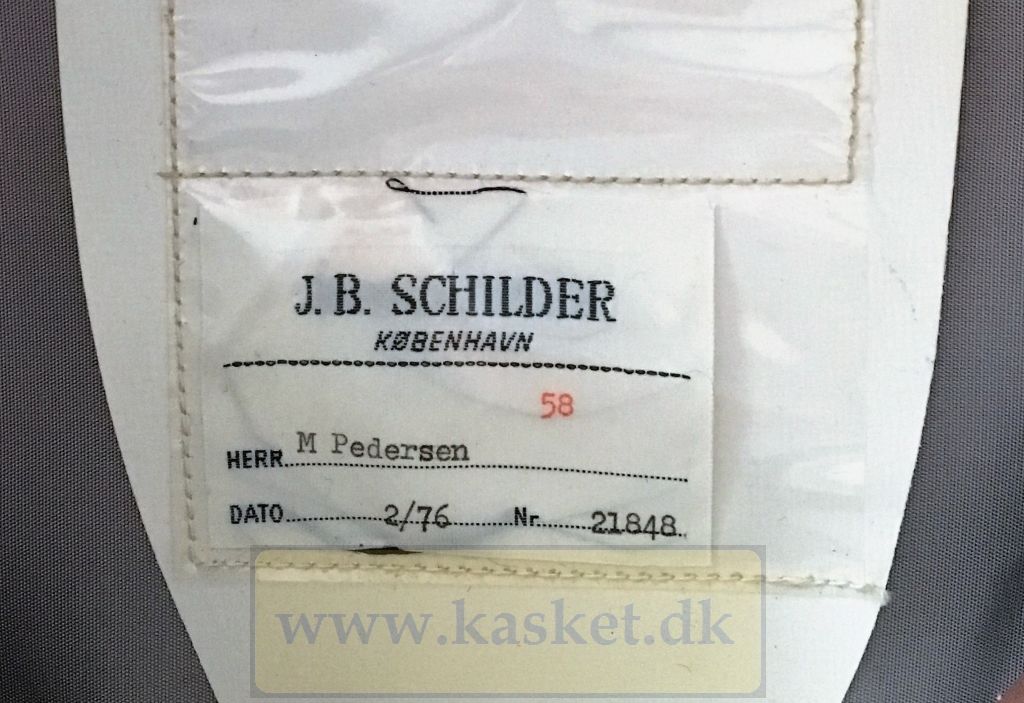 J. B. SCHILDER
KØBENHAVN
58
HERR M Pedersen
DATO 2/76 Nr. 21848
www.kasket.dk